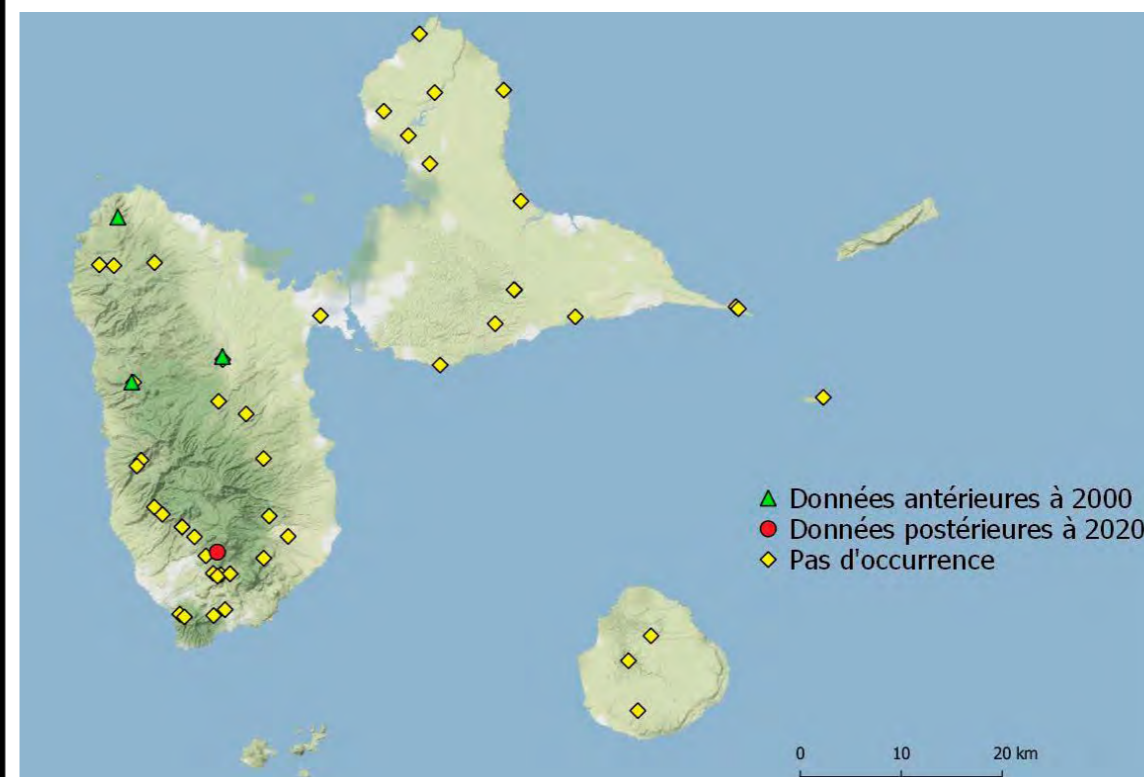 Données antérieures à 2000
Données postérieures à 2020
Pas d'occurrence
0 10 20 km